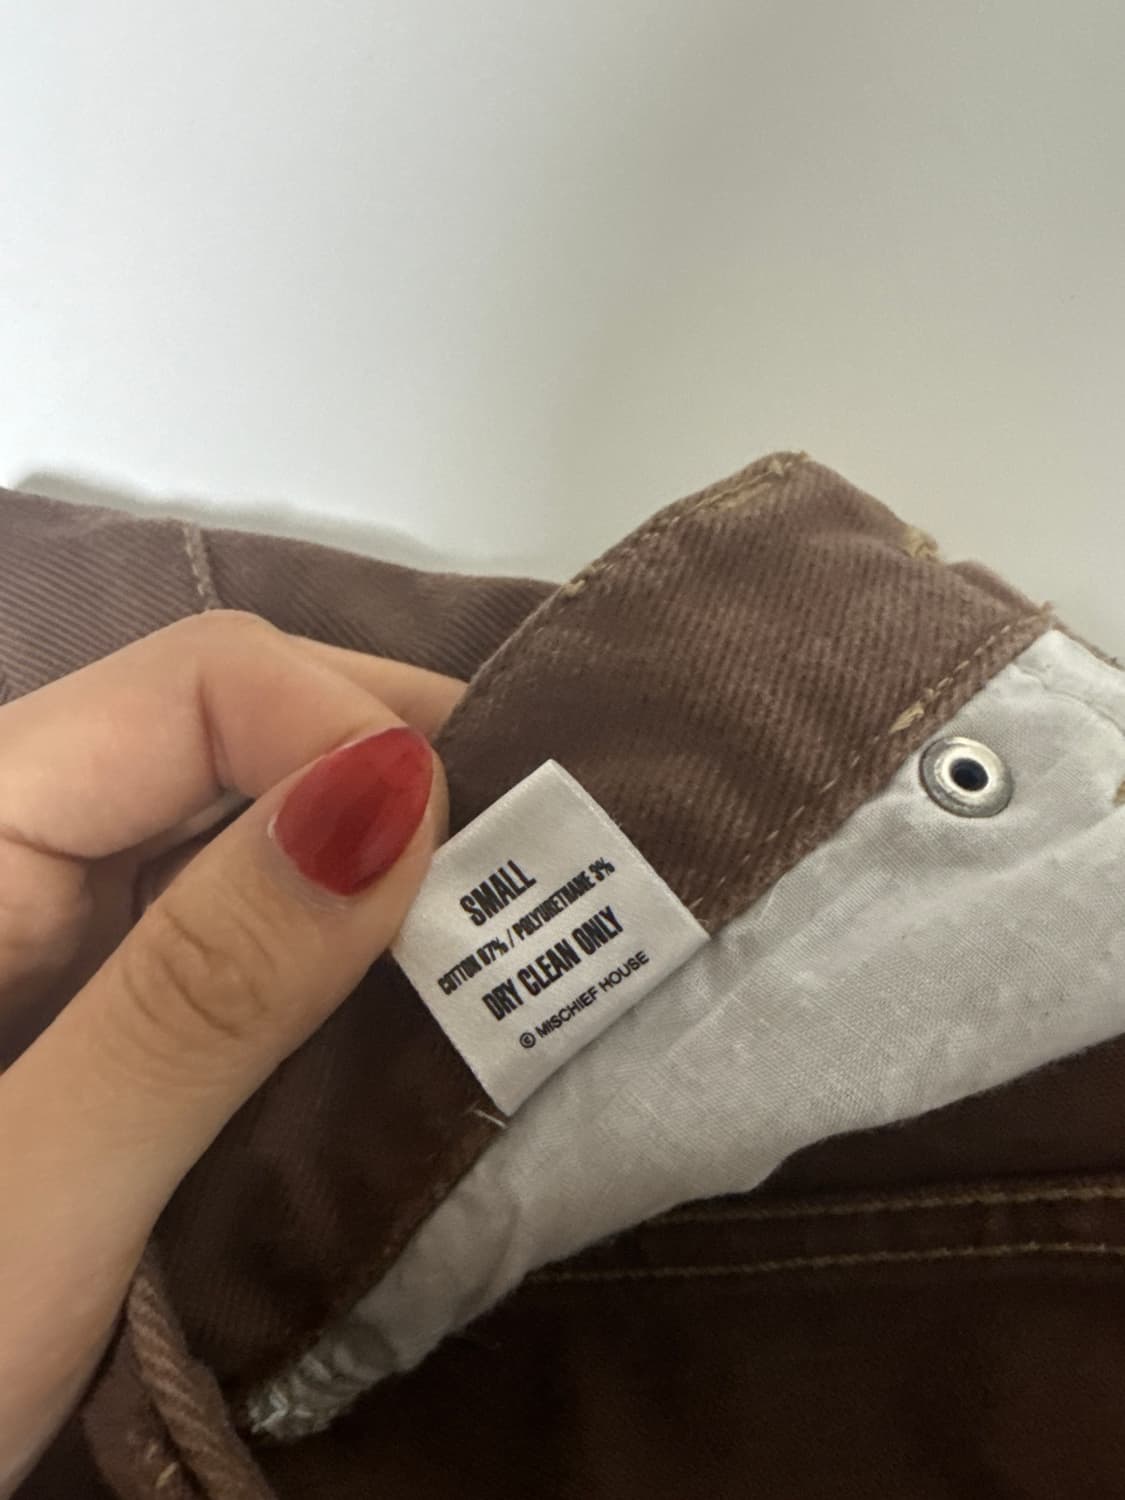 SMALL
COTTON 97% / POLYURETHANE 3%
DRY CLEAN ONLY
© MISCHIEF HOUSE